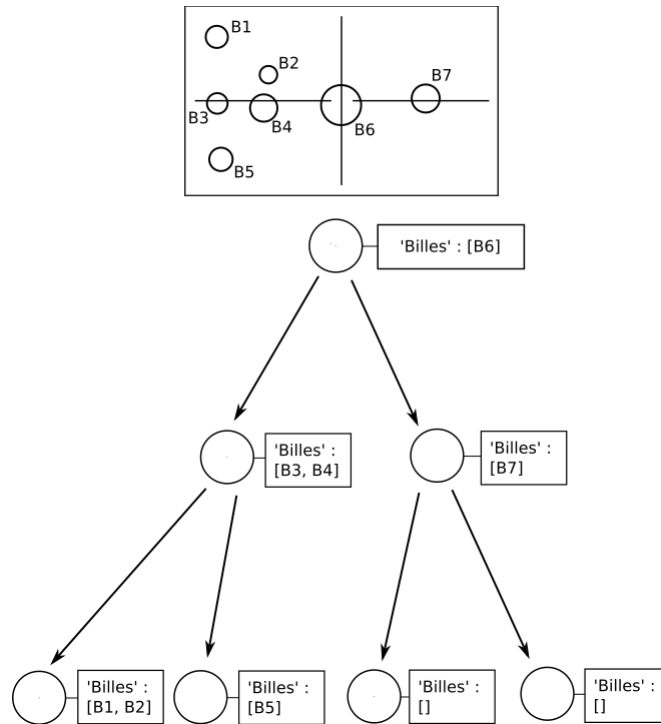 B1
B2
B7
B3
B4
B6
B5
'Billes' : [B6]
'Billes' :
[B3, B4]
'Billes' :
[B7]
'Billes' :
[B1, B2]
'Billes' :
[B5]
'Billes' :
[]
'Billes' :
[]